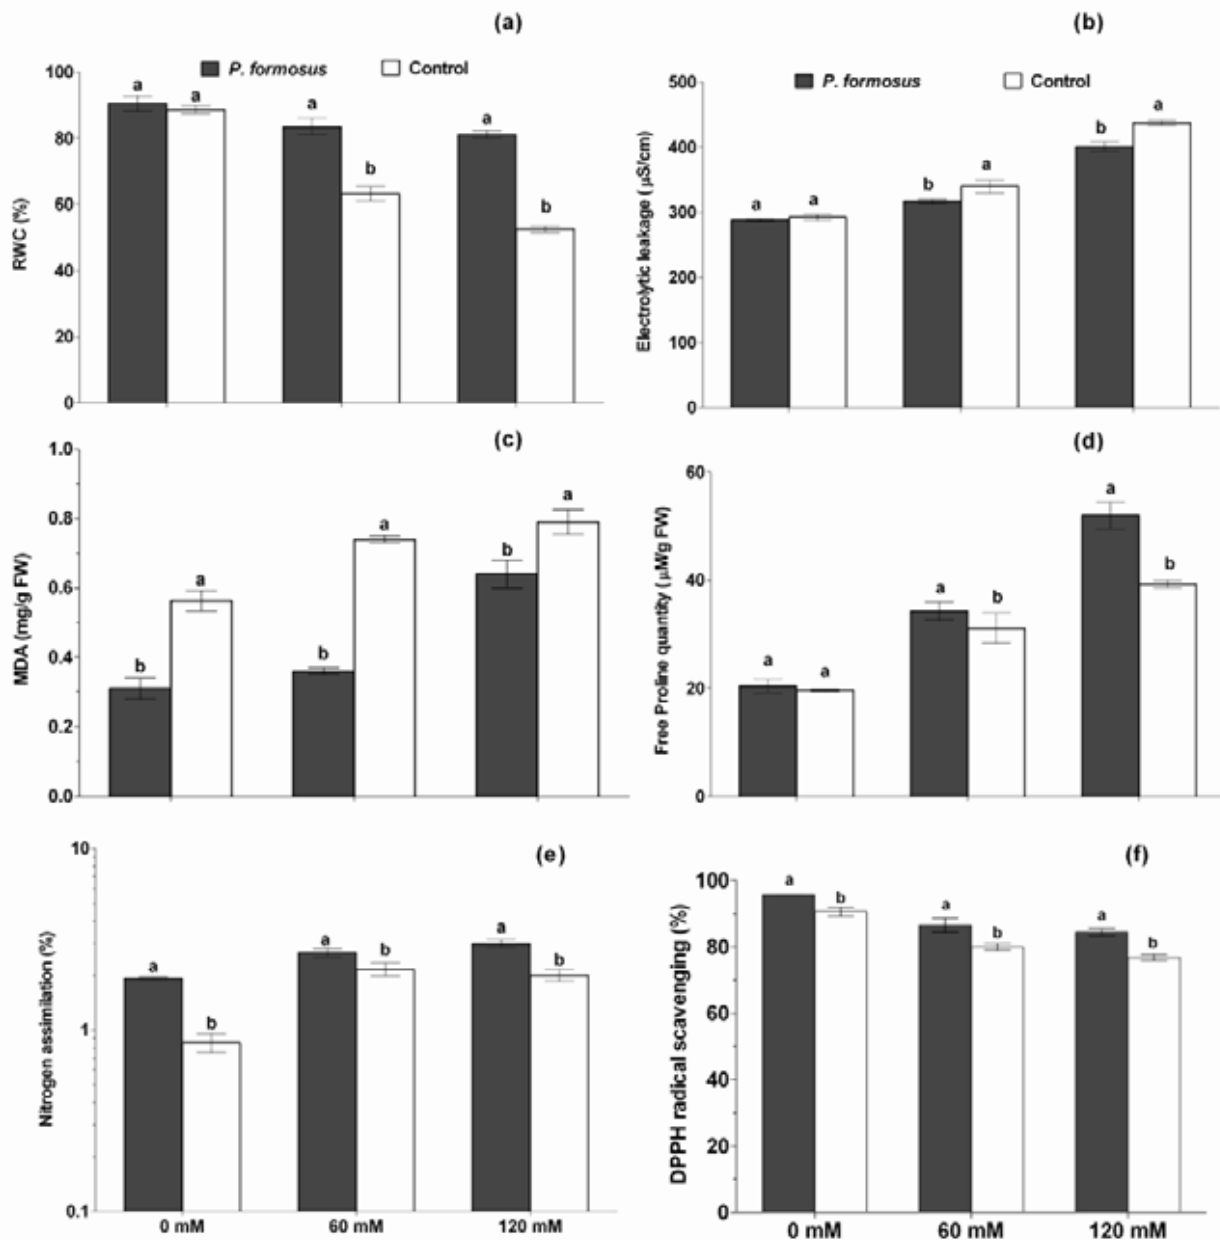 (a)
P. formosus Control
RWC (%)
100
80
60
40
20
0
a a a b a b
(b)
P. formosus Control
Electrolytic leakage ( µS/cm)
500
400
300
200
100
0
a a b a b a
(c)
MDA (mg/g FW)
1.0
0.8
0.6
0.4
0.2
0.0
b a b a b a
(d)
Free Proline quantity ( µM/g FW)
60
40
20
0
a a a b a b
(e)
Nitrogen assimilation (%)
10
1
0.1
a b a b a b
0 mM 60 mM 120 mM
(f)
DPPH radical scavenging (%)
100
80
60
40
20
0
a b a b a b
0 mM 60 mM 120 mM